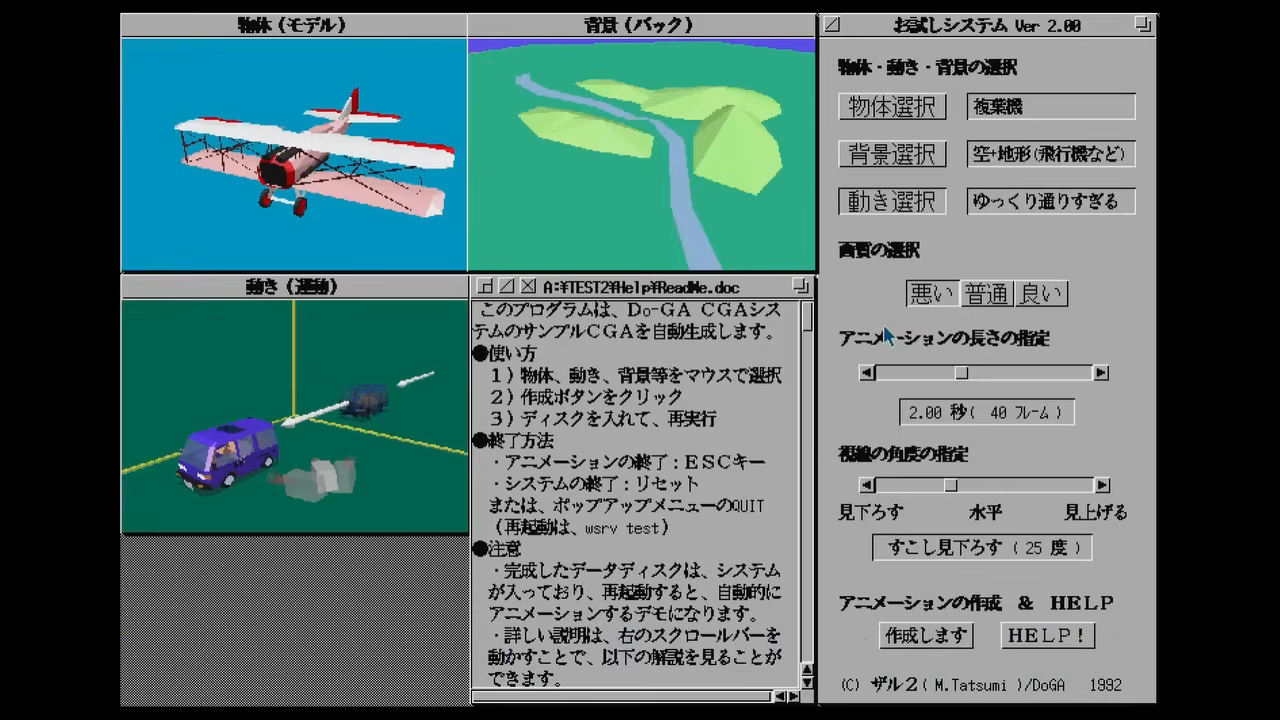 物体(モデル)
背景(バック)
お試しシステム Ver 2.00
物体・動き・背景の選択
物体選択 複葉機
背景選択 空+地形(飛行機など)
動き選択 ゆっくり通りすぎる
画質の選択
悪い 普通 良い
アニメーションの長さの指定
2.00 秒( 40 フレーム )
視線の角度の指定
見下ろす 水平 見上げる
すこし見下ろす ( 25 度 )
アニメーションの作成 & HELP
作成します HELP!
(C) ザル2( M.Tatsumi )/DoGA 1992
動き(運動)
A:¥TEST2¥Help¥ReadMe.doc
このプログラムは、Do-GA CGAシス
テムのサンプルCGAを自動生成します。
●使い方
1)物体、動き、背景等をマウスで選択
2)作成ボタンをクリック
3)ディスクを入れて、再実行
●終了方法
・アニメーションの終了:ESCキー
・システムの終了:リセット
または、ポップアップメニューのQUIT
(再起動は、wsrv test)
●注意
・完成したデータディスクは、システム
が入っており、再起動すると、自動的に
アニメーションするデモになります。
・詳しい説明は、右のスクロールバーを
動かすことで、以下の解説を見ることが
できます。